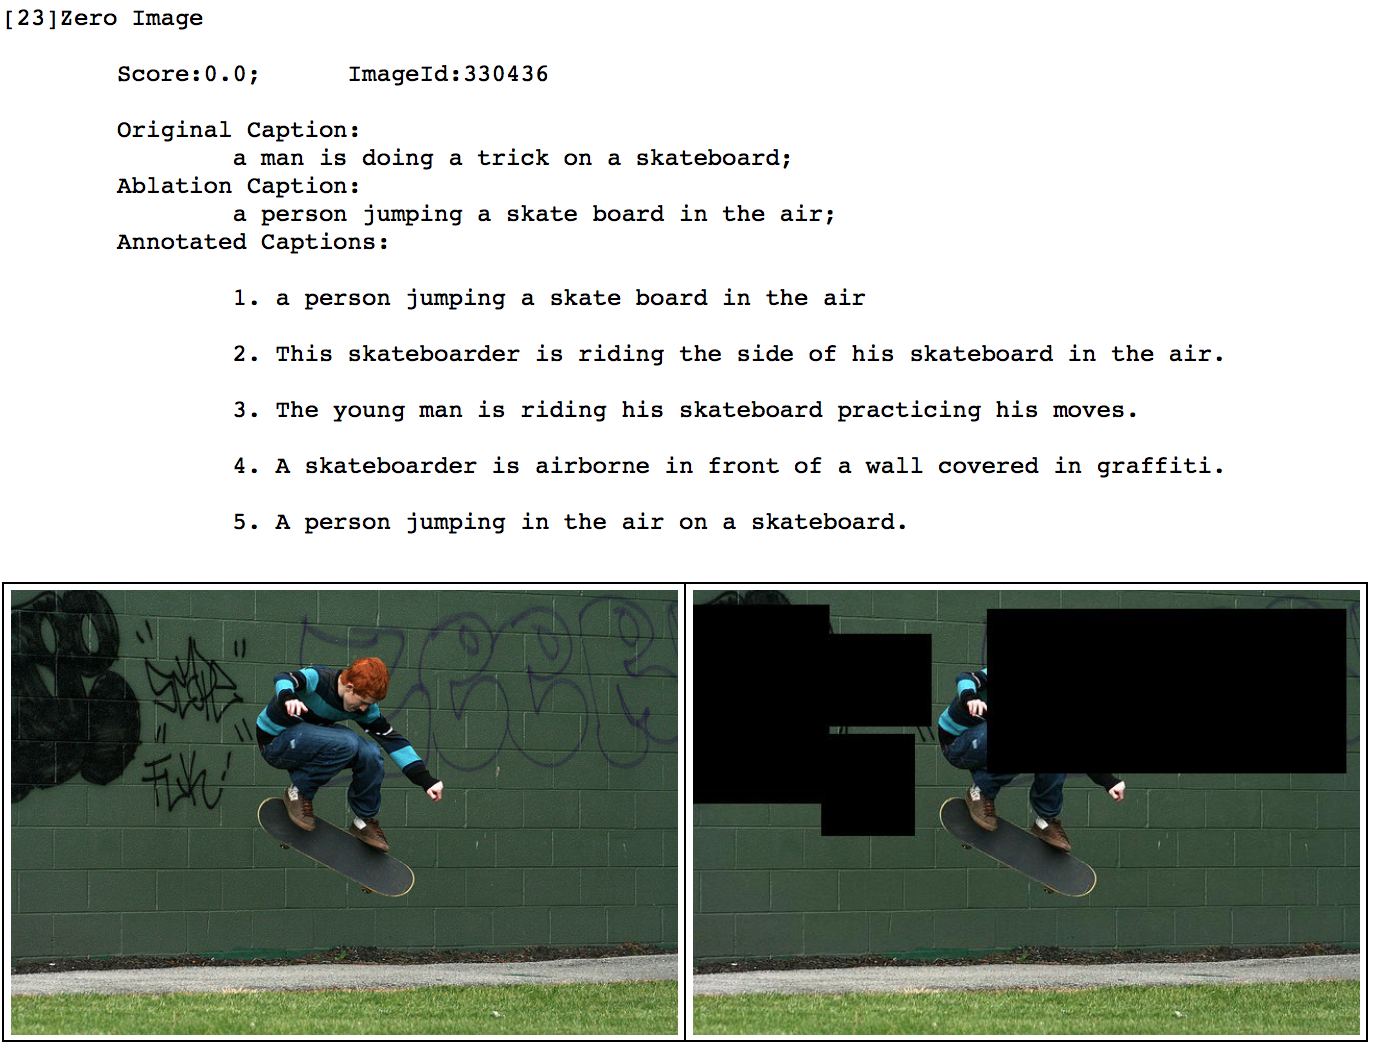 [23]Zero Image
Score:0.0; ImageId:330436
Original Caption:
a man is doing a trick on a skateboard;
Ablation Caption:
a person jumping a skate board in the air;
Annotated Captions:
1. a person jumping a skate board in the air
2. This skateboarder is riding the side of his skateboard in the air.
3. The young man is riding his skateboard practicing his moves.
4. A skateboarder is airborne in front of a wall covered in graffiti.
5. A person jumping in the air on a skateboard.